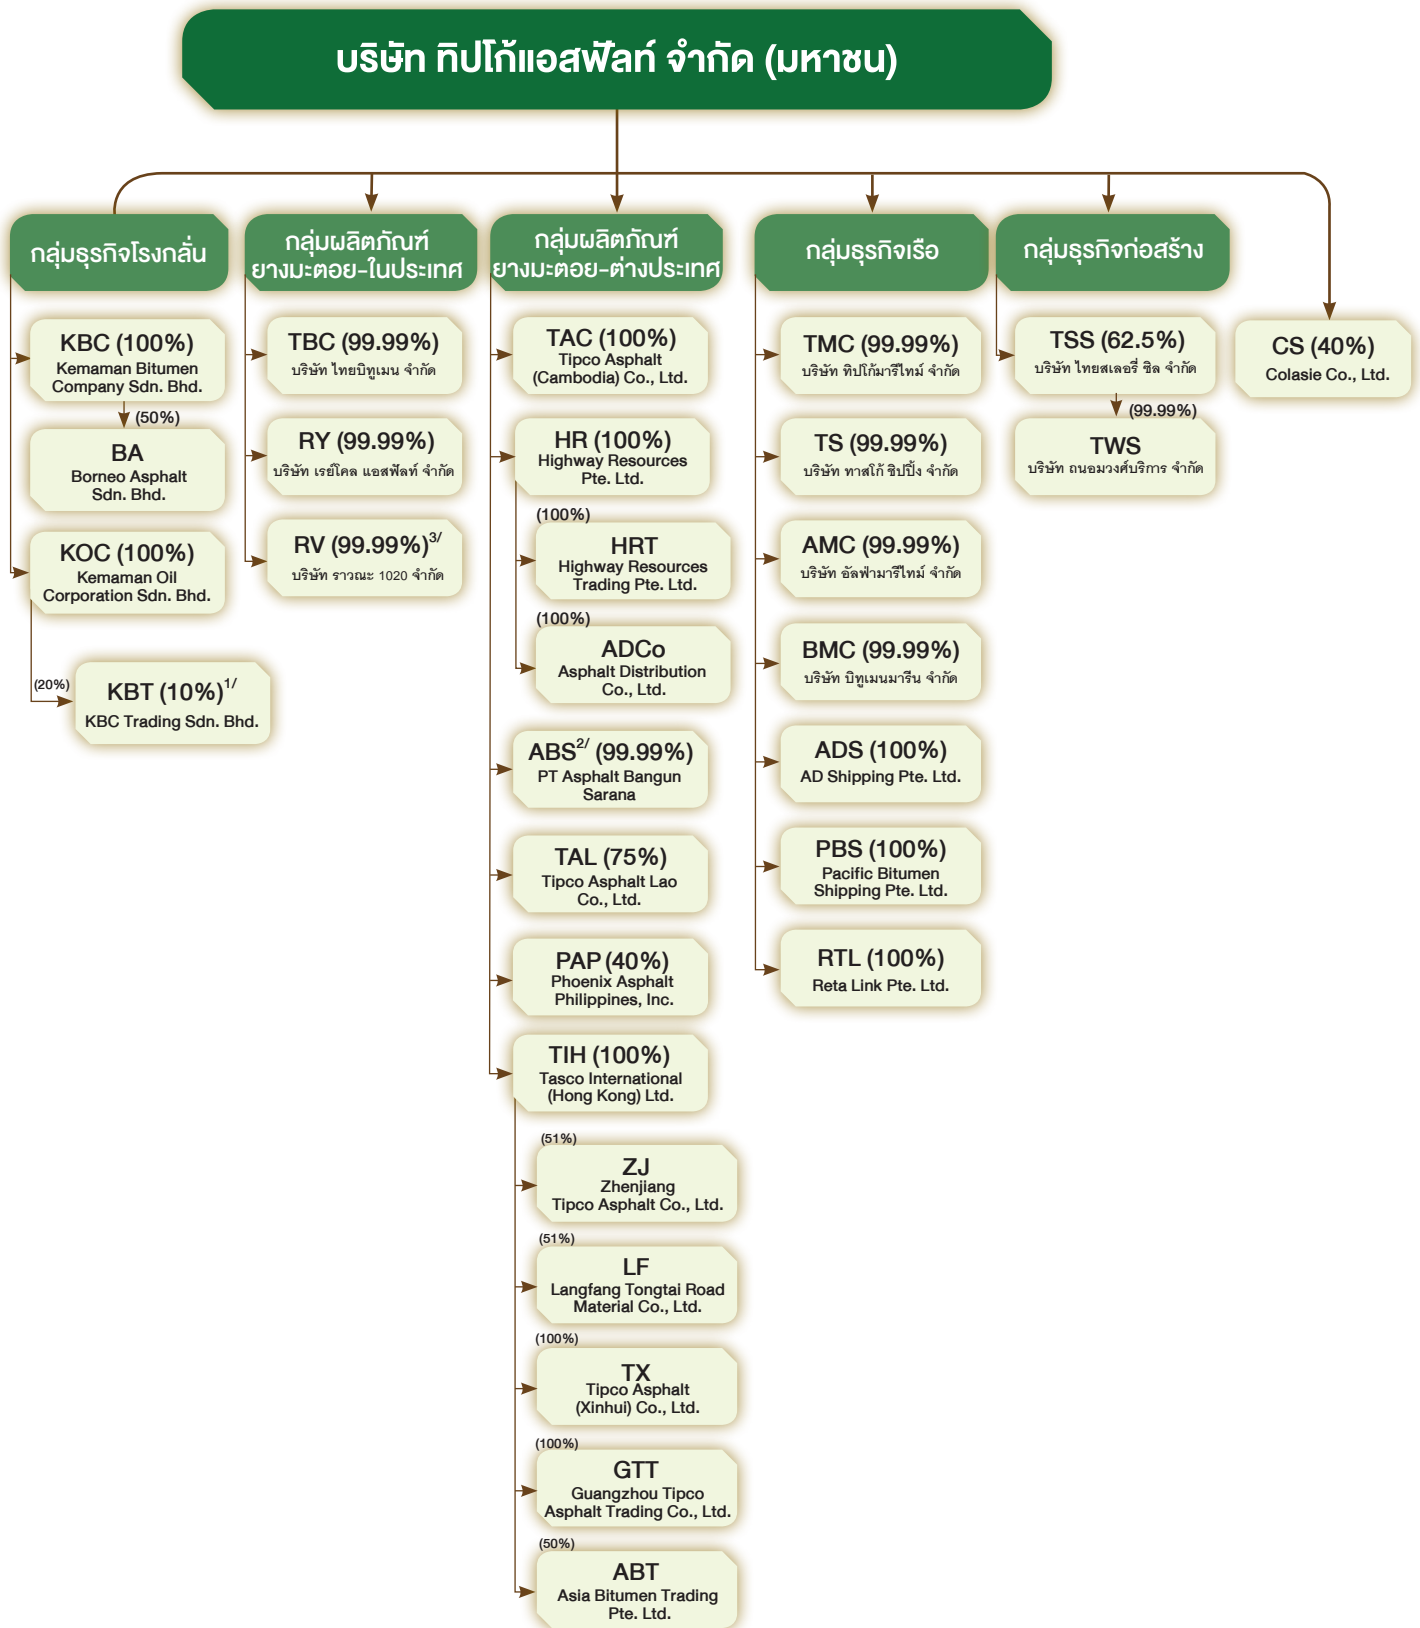 บริษัท ทิปโก้แอสฟัลท์ จำกัด (มหาชน)
กลุ่มธุรกิจโรงกลั่น
KBC (100%)
Kemaman Bitumen
Company Sdn. Bhd.
(50%)
BA
Borneo Asphalt
Sdn. Bhd.
KOC (100%)
Kemaman Oil
Corporation Sdn. Bhd.
(20%)
KBT (10%)1/
KBC Trading Sdn. Bhd.
กลุ่มผลิตภัณฑ์
ยางมะตอย-ในประเทศ
TBC (99.99%)
บริษัท ไทยบิทูเมน จำกัด
RY (99.99%)
บริษัท เรย์โคล แอสฟัลท์ จำกัด
RV (99.99%)3/
บริษัท ราวณะ 1020 จำกัด
กลุ่มผลิตภัณฑ์
ยางมะตอย-ต่างประเทศ
TAC (100%)
Tipco Asphalt
(Cambodia) Co., Ltd.
HR (100%)
Highway Resources
Pte. Ltd.
(100%)
HRT
Highway Resources
Trading Pte. Ltd.
(100%)
ADCo
Asphalt Distribution
Co., Ltd.
ABS2/ (99.99%)
PT Asphalt Bangun
Sarana
TAL (75%)
Tipco Asphalt Lao
Co., Ltd.
PAP (40%)
Phoenix Asphalt
Philippines, Inc.
TIH (100%)
Tasco International
(Hong Kong) Ltd.
(51%)
ZJ
Zhenjiang
Tipco Asphalt Co., Ltd.
(51%)
LF
Langfang Tongtai Road
Material Co., Ltd.
(100%)
TX
Tipco Asphalt
(Xinhui) Co., Ltd.
(100%)
GTT
Guangzhou Tipco
Asphalt Trading Co., Ltd.
(50%)
ABT
Asia Bitumen Trading
Pte. Ltd.
กลุ่มธุรกิจเรือ
TMC (99.99%)
บริษัท ทิปโก้มารีไทม์ จำกัด
TS (99.99%)
บริษัท ทาสโก้ ชิปปิ้ง จำกัด
AMC (99.99%)
บริษัท อัลฟ่ามารีไทม์ จำกัด
BMC (99.99%)
บริษัท บิทูเมนมารีน จำกัด
ADS (100%)
AD Shipping Pte. Ltd.
PBS (100%)
Pacific Bitumen
Shipping Pte. Ltd.
RTL (100%)
Reta Link Pte. Ltd.
กลุ่มธุรกิจก่อสร้าง
TSS (62.5%)
บริษัท ไทยสเลอรี่ ซีล จำกัด
(99.99%)
TWS
บริษัท ถนอมวงศ์บริการ จำกัด
CS (40%)
Colasie Co., Ltd.